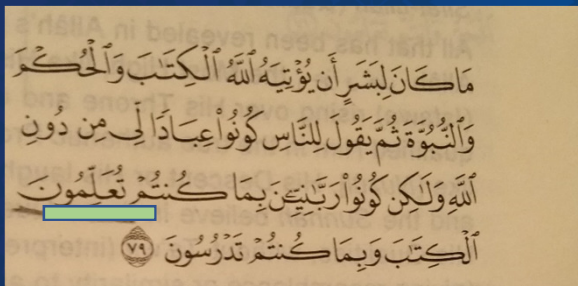 مَا كَانَ لِبَشَرٍ أَن يُؤْتِيَهُ ٱللَّهُ ٱلْكِتَٰبَ وَٱلْحُكْمَ
وَٱلنُّبُوَّةَ ثُمَّ يَقُولَ لِلنَّاسِ كُونُوا۟ عِبَادًا لِّى مِن دُونِ
ٱللَّهِ وَلَٰكِن كُونُوا۟ رَبَّٰنِيِّۦنَ بِمَا كُنتُمْ تُعَلِّمُونَ
ٱلْكِتَٰبَ وَبِمَا كُنتُمْ تَدْرُسُونَ ٧٩